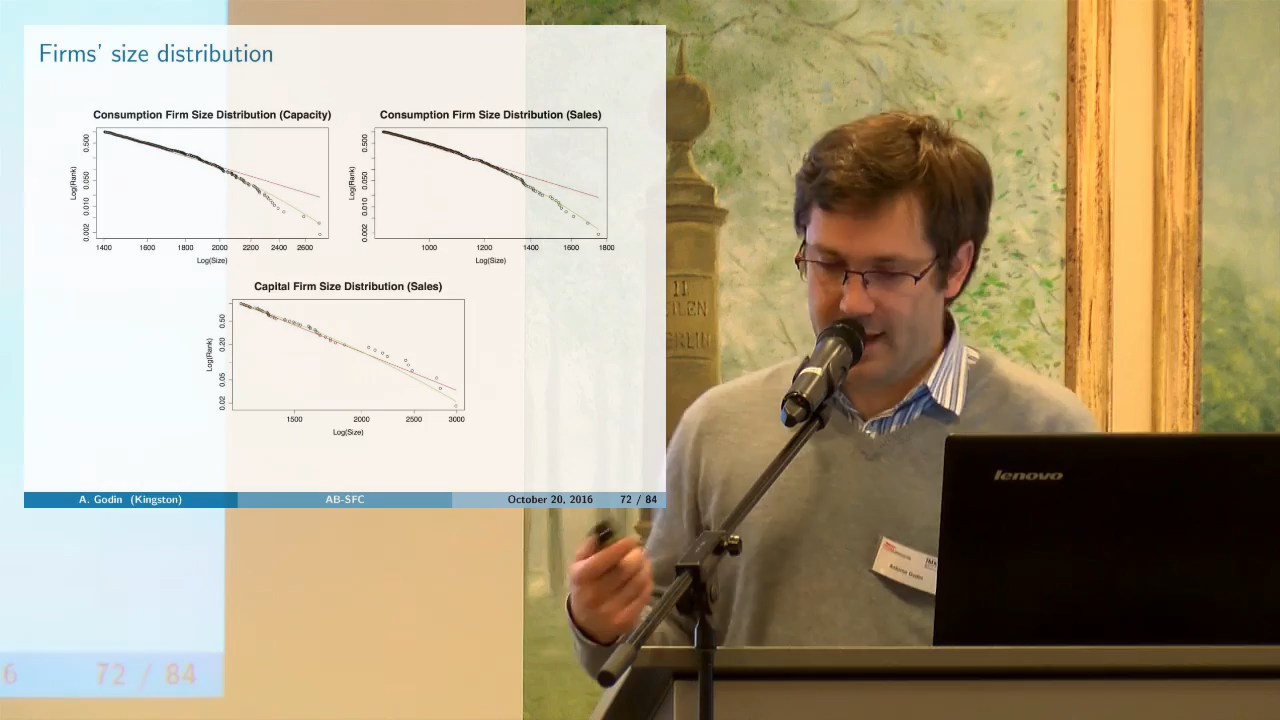 Firms' size distribution
Consumption Firm Size Distribution (Capacity)
Log(Rank)
0.500
0.050
0.010
0.002
1400 1600 1800 2000 2200 2400 2600
Log(Size)
Consumption Firm Size Distribution (Sales)
Log(Rank)
0.500
0.050
0.010
0.002
1000 1200 1400 1600 1800
Log(Size)
Capital Firm Size Distribution (Sales)
Log(Rank)
0.50
0.20
0.05
0.02
1500 2000 2500 3000
Log(Size)
A. Godin (Kingston) AB-SFC October 20, 2016 72 / 84
6 72 / 84
11
lenovo
Antoine Godin